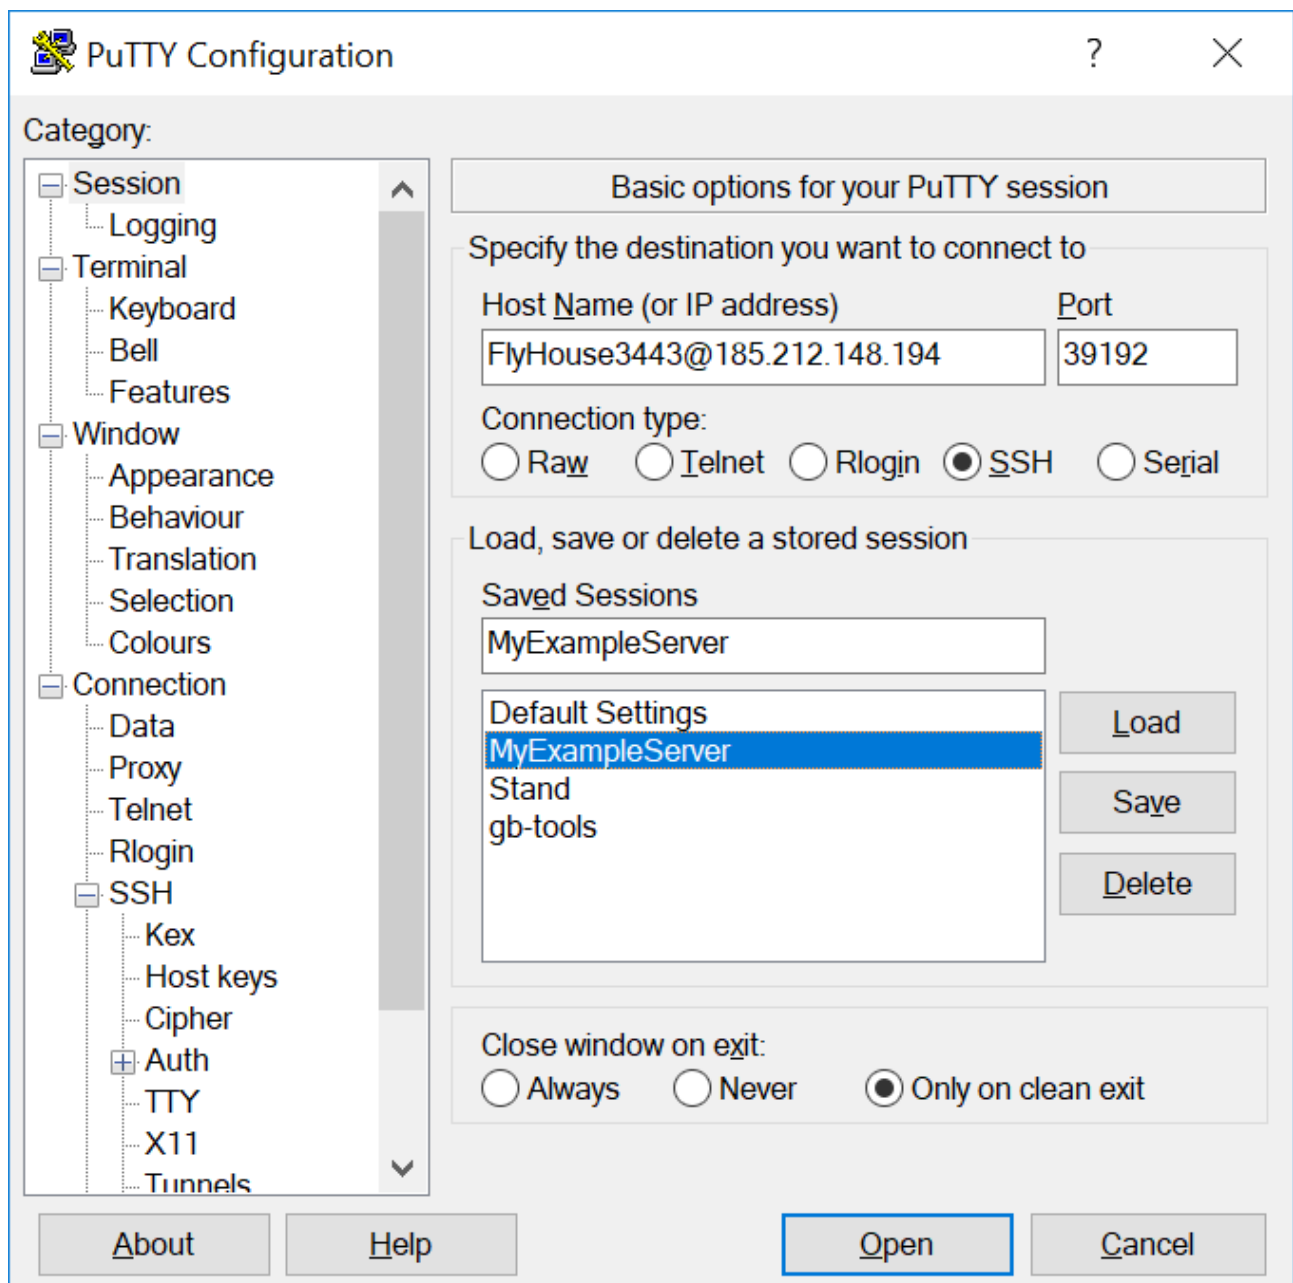 PuTTY Configuration
?
Category:
Session
Logging
Terminal
Keyboard
Bell
Features
Window
Appearance
Behaviour
Translation
Selection
Colours
Connection
Data
Proxy
Telnet
Rlogin
SSH
Kex
Host keys
Cipher
Auth
TTY
X11
Tunnels
Basic options for your PuTTY session
Specify the destination you want to connect to
Host Name (or IP address) Port
FlyHouse3443@185.212.148.194 39192
Connection type:
Raw Telnet Rlogin SSH Serial
Load, save or delete a stored session
Saved Sessions
MyExampleServer
Default Settings
MyExampleServer
Stand
gb-tools
Load
Save
Delete
Close window on exit:
Always Never Only on clean exit
About Help Open Cancel